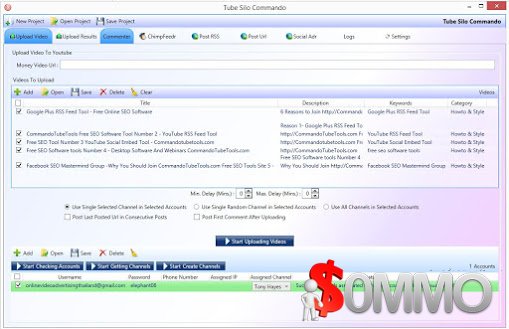 Tube Silo Commando
New Project Open Project Save Project Tube Silo Commando
Upload Video Upload Results Commenter ChimpFeedr Post RSS Post Url Social Adr Logs Settings
Upload Video To Youtube
Money Video Url :
Videos To Upload
Add Open Save Delete Clear Videos
Title Description Keywords Category
Google Plus RSS Feed Tool - Free Online SEO Software 6 Reasons to Join http://Comman Google Plus RSS Feed Tool Howto & Style
Reason 1-
CommandoTubeTools Free SEO Software Tool Number 2 - YouTube RSS Feed Tool http://CommandoTubeTools.com Fr YouTube RSS Feed Tool Howto & Style
Free SEO Tool Number 3 YouTube Social Embed Tool - CommandoTubeTools.com http://CommandoTubeTools.com Fr YouTube Social Embed Tool Howto & Style
Free SEO Software tools Number 4 - Desktop Software And Webinars CommandoTubeTo http://CommandoTubeTools.com free seo software tools Howto & Style
Free SEO Software tools Number 4
Facebook SEO Mastermind Group -Why You Should Join CommandoTubeTools.com Free SEO Tools Site S - http://CommandoTubeTools.com Facebook SEO Mastermind Group Howto & Style
Min. Delay (Mins.) : 0 Max. Delay (Mins.) : 0
Use Single Selected Channel in Selected Accounts Use Single Random Channel in Selected Accounts Use All Channels in Selected Accounts
Post Last Posted Url in Consecutive Posts Post First Comment After Uploading
Start Uploading Videos
Add Open Save Delete 1 Accounts
Start Checking Accounts Start Getting Channels Start Create Channels
Username Password Phone Number Assigned IP Assigned Channel
onlinevideoadvertisingthailand@gmail.com elephant06 Tony Hayes
$OMMO